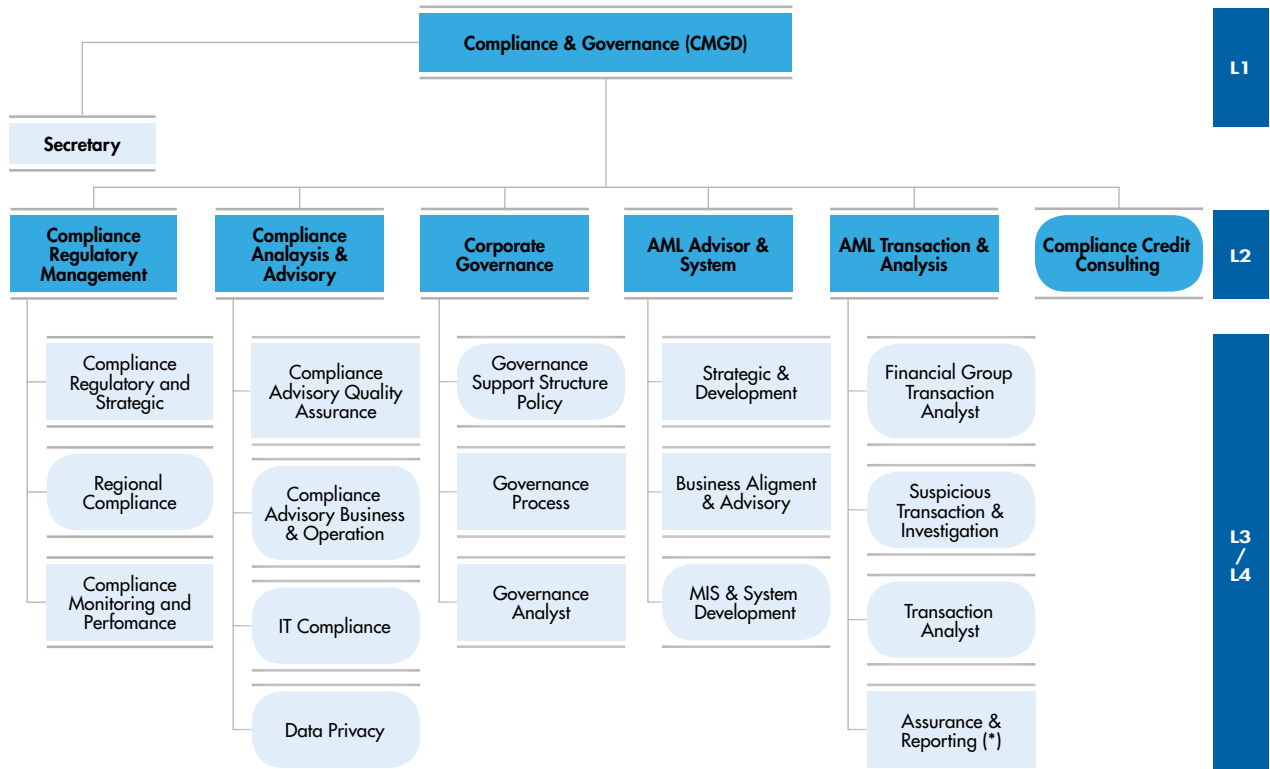 Compliance & Governance (CMGD)
L1
Secretary
Compliance
Regulatory
Management
Compliance
Analaysis &
Advisory
Corporate
Governance
AML Advisor &
System
AML Transaction &
Analysis
Compliance Credit
Consulting
L2
Compliance
Regulatory and
Strategic
Regional
Compliance
Compliance
Monitoring and
Perfomance
Compliance
Advisory Quality
Assurance
Compliance
Advisory Business
& Operation
IT Compliance
Data Privacy
Governance
Support Structure
Policy
Governance
Process
Governance
Analyst
Strategic &
Development
Business Aligment
& Advisory
MIS & System
Development
Financial Group
Transaction
Analyst
Suspicious
Transaction &
Investigation
Transaction
Analyst
Assurance &
Reporting (*)
L3
/
L4